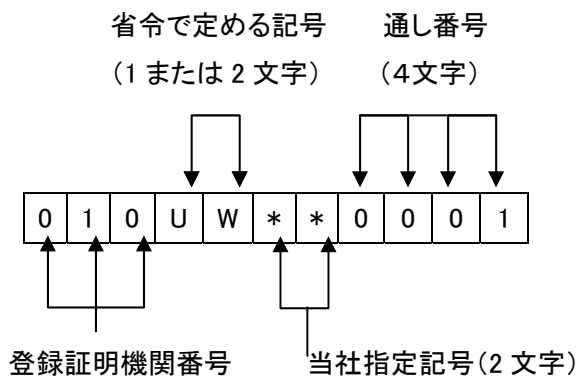 省令で定める記号
(1 または 2 文字)
通し番号
(4文字)
0 1 0 U W * * 0 0 0 1
登録証明機関番号
当社指定記号(2 文字)